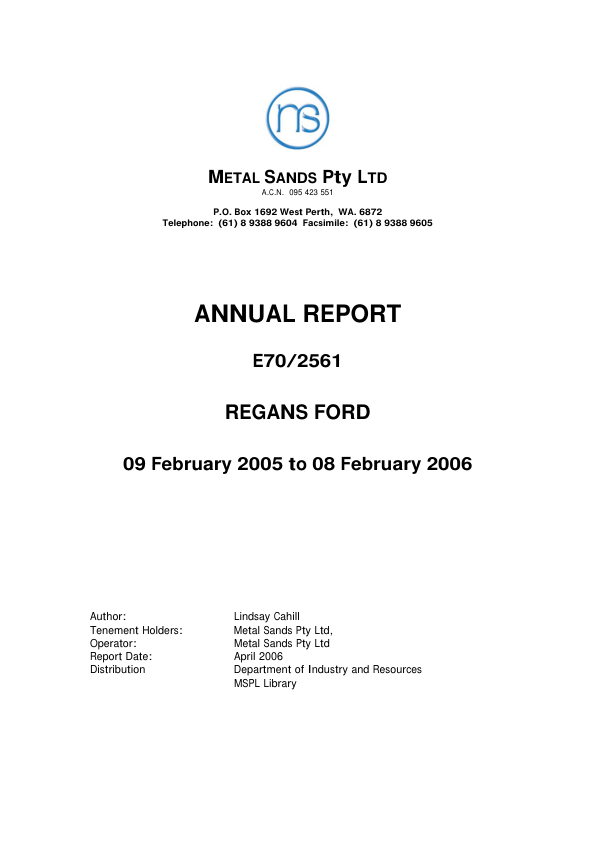 ms
METAL SANDS Pty LTD
A.C.N. 095 423 551
P.O. Box 1692 West Perth, WA. 6872
Telephone: (61) 8 9388 9604 Facsimile: (61) 8 9388 9605
ANNUAL REPORT
E70/2561
REGANS FORD
09 February 2005 to 08 February 2006
Author: Lindsay Cahill
Tenement Holders: Metal Sands Pty Ltd,
Operator: Metal Sands Pty Ltd
Report Date: April 2006
Distribution Department of Industry and Resources
MSPL Library